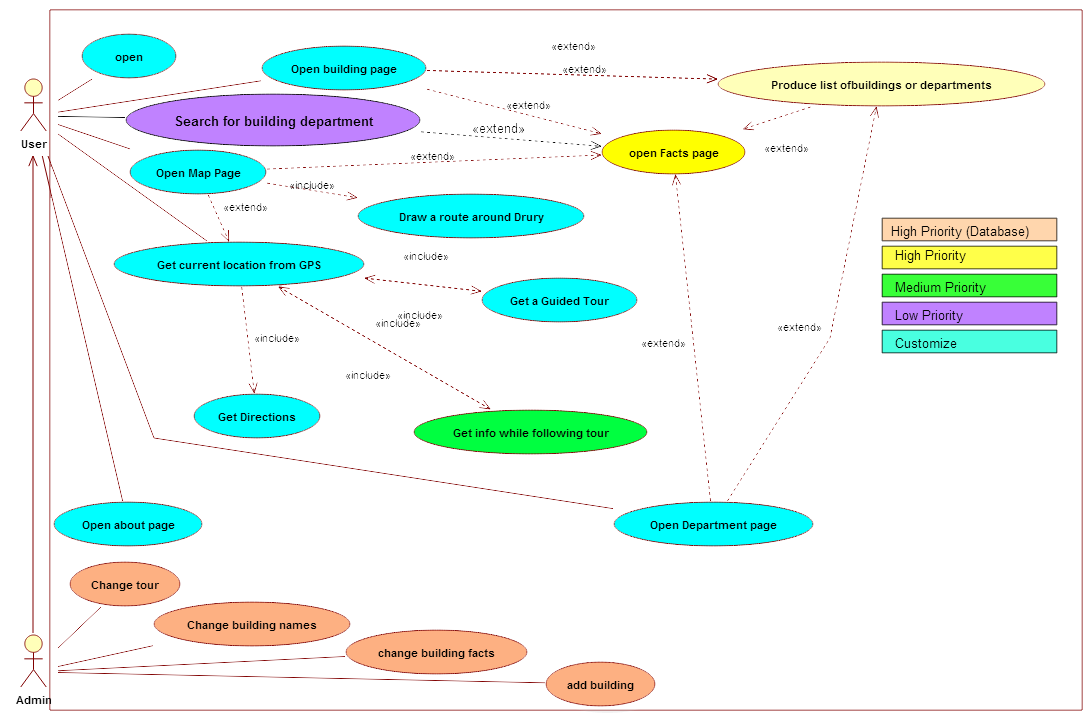 open
«extend»
Open building page
«extend»
Produce list ofbuildings or departments
«extend»
Search for building department
«extend»
User
«extend»
open Facts page
«extend»
Open Map Page
«include»
«extend»
Draw a route around Drury
High Priority (Database)
High Priority
Get current location from GPS
«include»
Medium Priority
Get a Guided Tour
Low Priority
«include»
«include»
«extend»
«include»
«extend»
Customize
«include»
Get Directions
Get info while following tour
Open about page
Open Department page
Change tour
Change building names
change building facts
add building
Admin